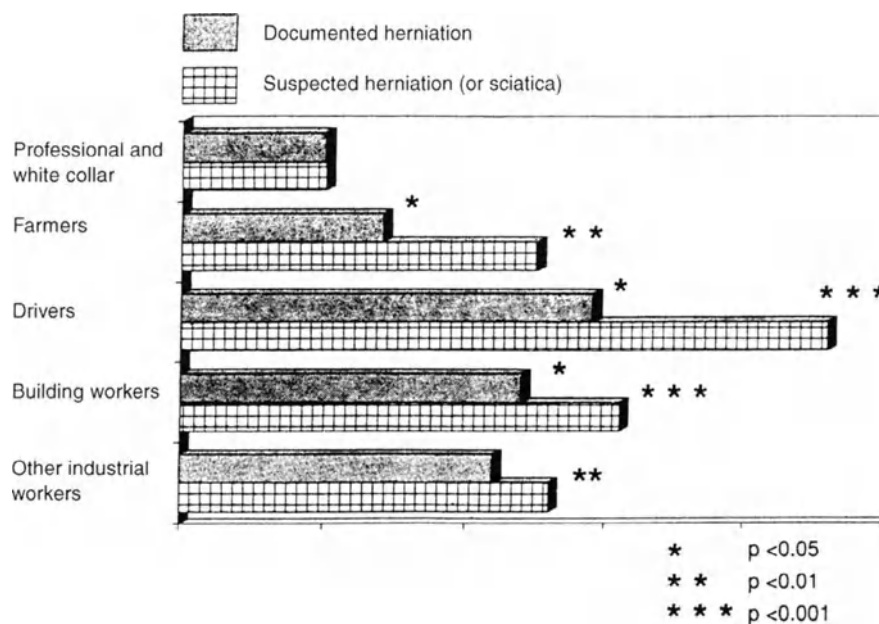 Documented herniation
Suspected herniation (or sciatica)
Professional and
white collar
*
Farmers
* *
*
* * *
Drivers
*
Building workers
* * *
Other industrial
workers
**
* p <0.05
* * p <0.01
* * * p <0.001